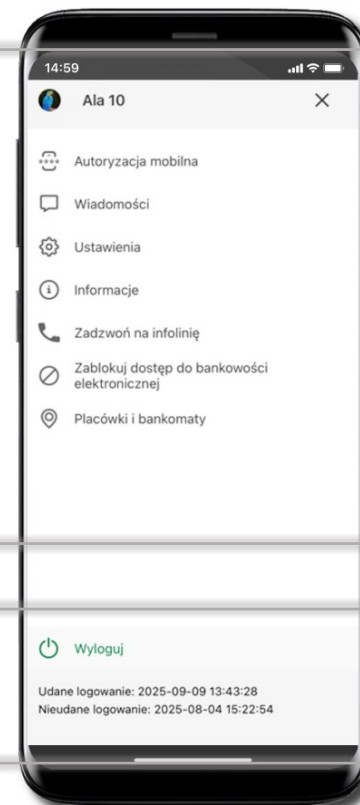 14:59
Ala 10
Autoryzacja mobilna
Wiadomości
Ustawienia
Informacje
Zadzwoń na infolinię
Zablokuj dostęp do bankowości
elektronicznej
Placówki i bankomaty
Wyloguj
Udane logowanie: 2025-09-09 13:43:28
Nieudane logowanie: 2025-08-04 15:22:54